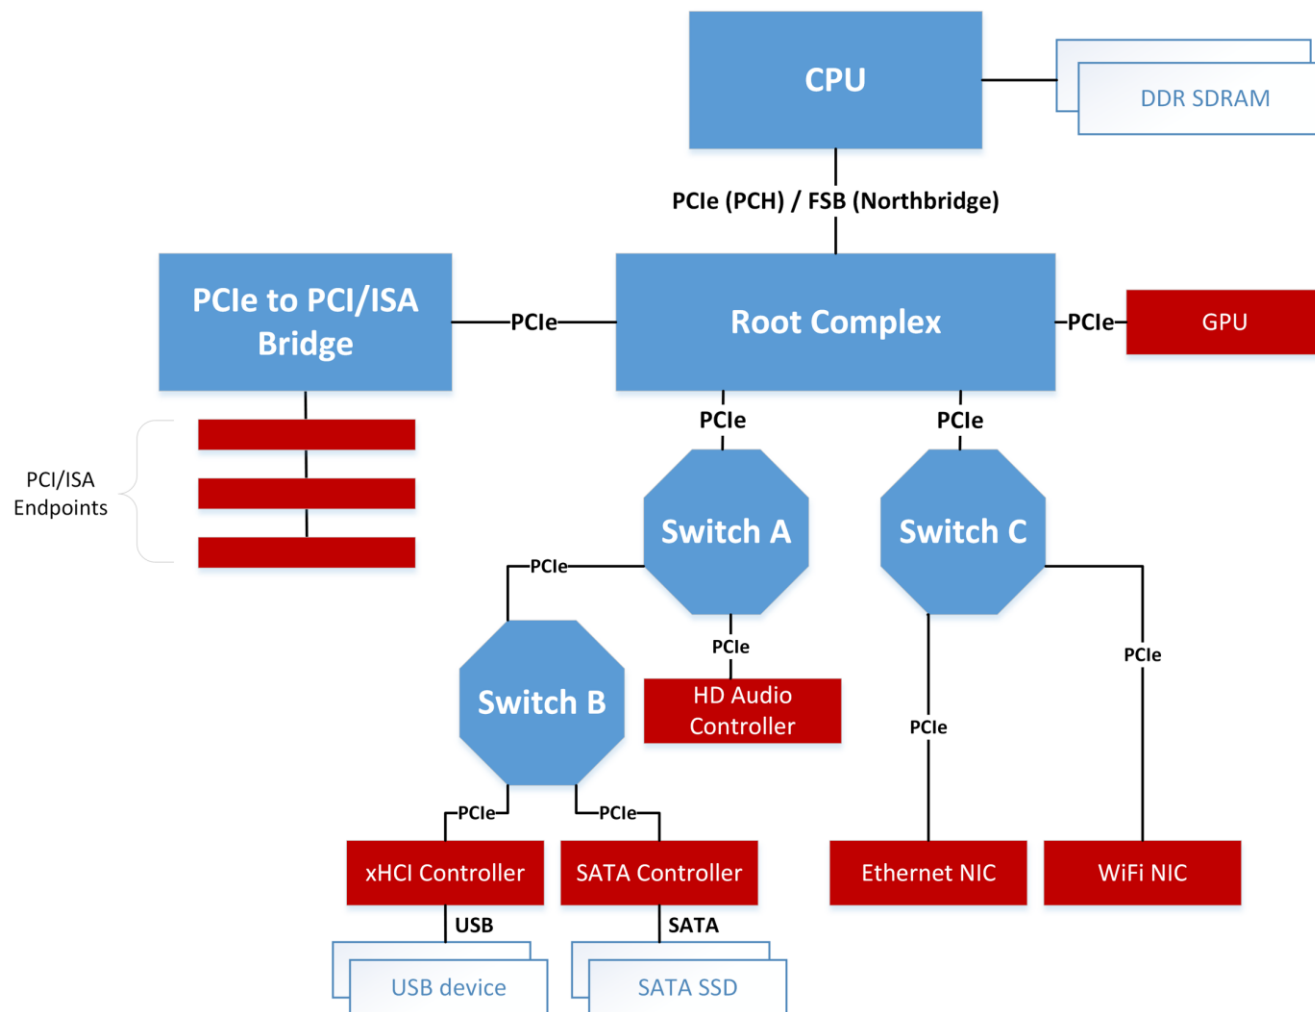 CPU
DDR SDRAM
PCIe (PCH) / FSB (Northbridge)
PCIe to PCI/ISA
Bridge
PCIe
Root Complex
PCIe
GPU
PCIe
PCIe
PCI/ISA
Endpoints
Switch A
Switch C
PCIe
PCIe
PCIe
Switch B
HD Audio
Controller
PCIe
PCIe
PCIe
xHCI Controller
SATA Controller
Ethernet NIC
WiFi NIC
USB
SATA
USB device
SATA SSD